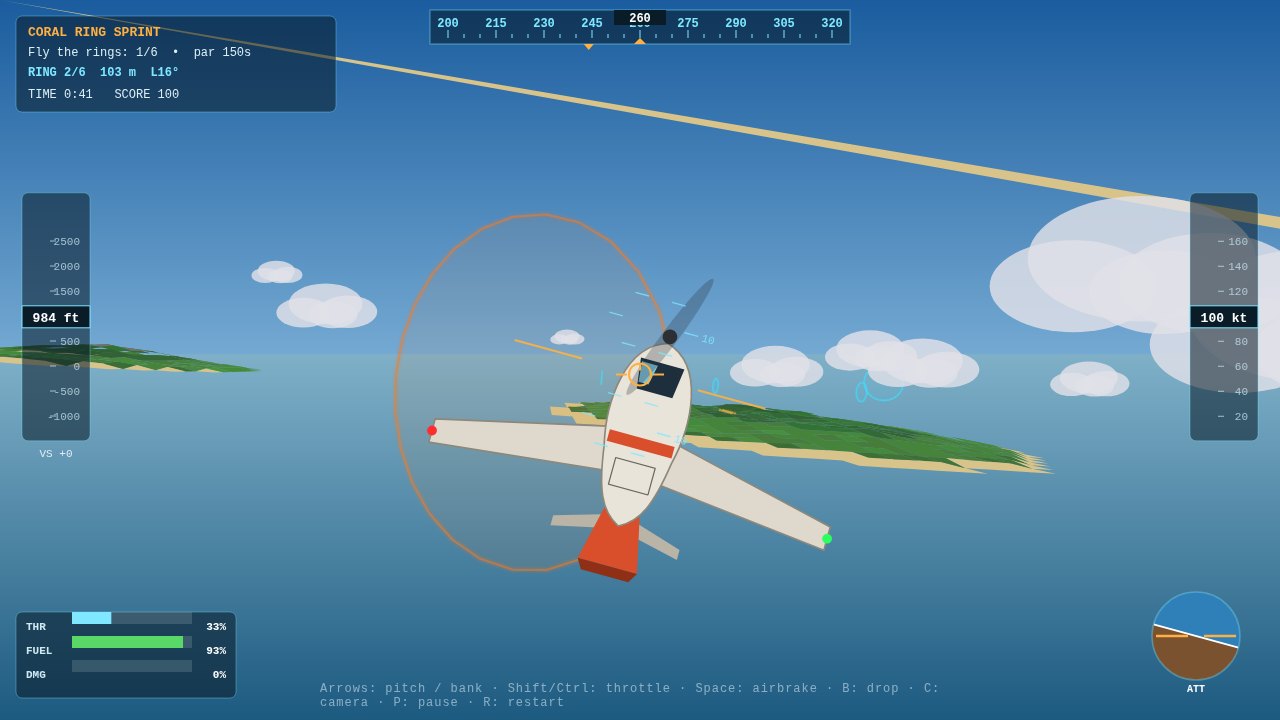 CORAL RING SPRINT
Fly the rings: 1/6 • par 150s
RING 2/6 103 m L16°
TIME 0:41 SCORE 100
200 215 230 245 260 275 290 305 320
2500
2000
1500
984 ft
500
0
-500
-1000
VS +0
160
140
120
100 kt
80
60
40
20
10
THR 33%
FUEL 93%
DMG 0%
Arrows: pitch / bank · Shift/Ctrl: throttle · Space: airbrake · B: drop · C:
camera · P: pause · R: restart
ATT